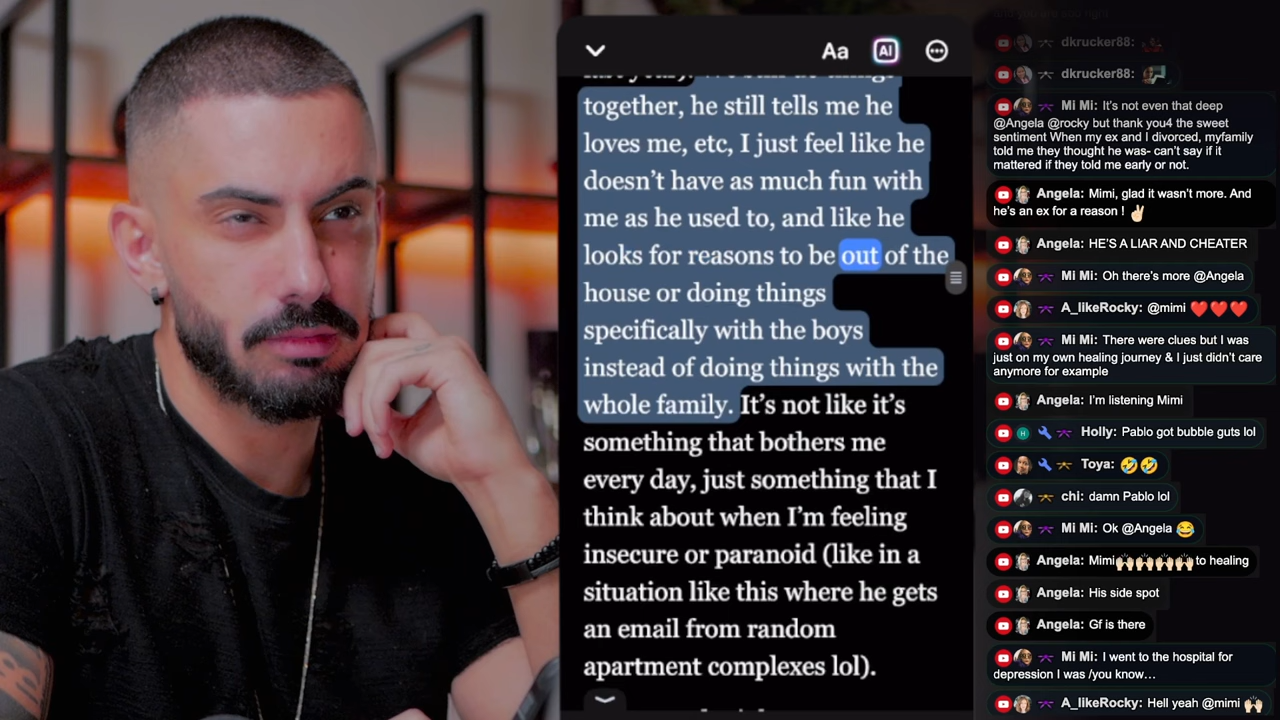 Aa
AI
together, he still tells me he
loves me, etc, I just feel like he
doesn’t have as much fun with
me as he used to, and like he
looks for reasons to be out of the
house or doing things
specifically with the boys
instead of doing things with the
whole family. It’s not like it’s
something that bothers me
every day, just something that I
think about when I’m feeling
insecure or paranoid (like in a
situation like this where he gets
an email from random
apartment complexes lol).
dkrucker88:
dkrucker88:
Mi Mi: It's not even that deep
@Angela @rocky but thank you4 the sweet
sentiment When my ex and I divorced, myfamily
told me they thought he was- can't say if it
mattered if they told me early or not.
Angela: Mimi, glad it wasn't more. And
he's an ex for a reason ! ✌🏻
Angela: HE'S A LIAR AND CHEATER
Mi Mi: Oh there's more @Angela
A_likeRocky: @mimi ❤️❤️❤️
Mi Mi: There were clues but I was
just on my own healing journey & I just didn't care
anymore for example
Angela: I'm listening Mimi
H Holly: Pablo got bubble guts lol
Toya: 🤣🤣
chi: damn Pablo lol
Mi Mi: Ok @Angela 😂
Angela: Mimi🙌🏻🙌🏻🙌🏻🙌🏻to healing
Angela: His side spot
Angela: Gf is there
Mi Mi: I went to the hospital for
depression I was /you know…
A_likeRocky: Hell yeah @mimi 🙌🏻